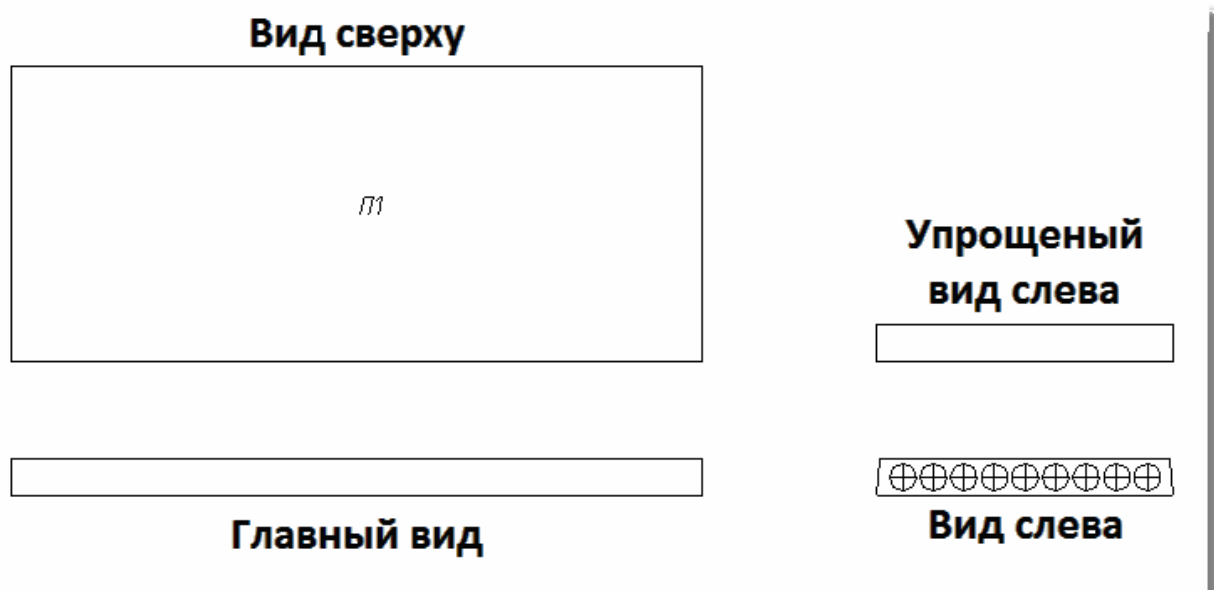 Вид сверху
П1
Упрощеный
вид слева
Главный вид
Вид слева